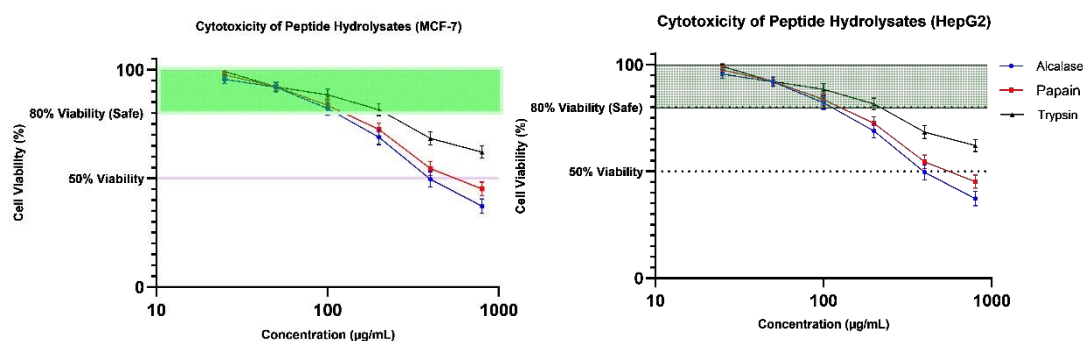 Cytotoxicity of Peptide Hydrolysates (MCF-7)
100
80% Viability (Safe)
50% Viability
0
Cell Viability (%)
10
100
1000
Concentration (µg/mL)
Cytotoxicity of Peptide Hydrolysates (HepG2)
100
80% Viability (Safe)
50% Viability
0
Cell Viability (%)
10
100
1000
Concentration (µg/mL)
Alcalase
Papain
Trypsin